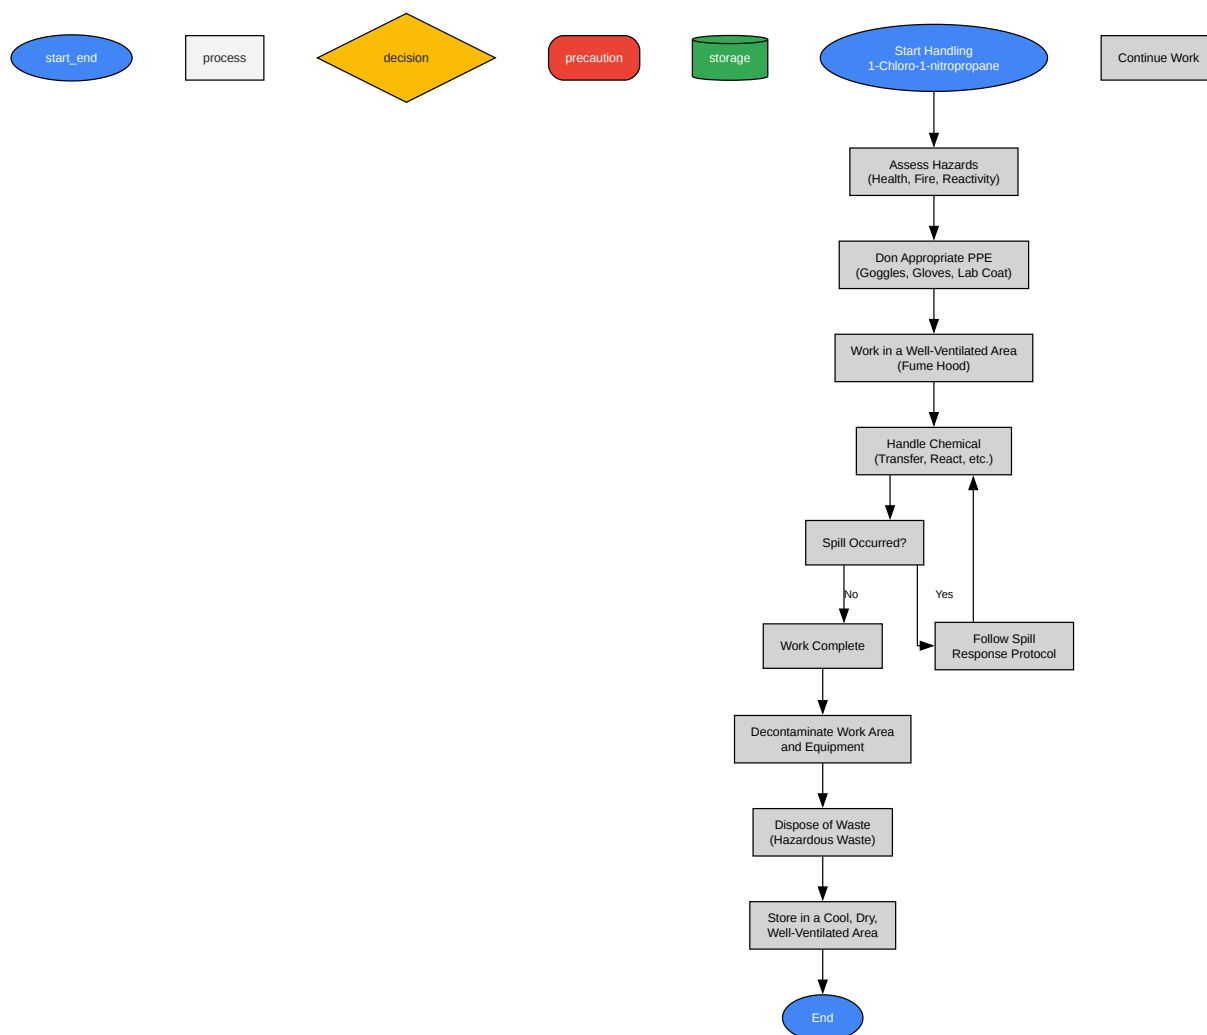 start_end
process
decision
precaution
storage
Start Handling
1-Chloro-1-nitropropane
Continue Work
Assess Hazards
(Health, Fire, Reactivity)
Don Appropriate PPE
(Goggles, Gloves, Lab Coat)
Work in a Well-Ventilated Area
(Fume Hood)
Handle Chemical
(Transfer, React, etc.)
Spill Occurred?
No
Yes
Work Complete
Follow Spill
Response Protocol
Decontaminate Work Area
and Equipment
Dispose of Waste
(Hazardous Waste)
Store in a Cool, Dry,
Well-Ventilated Area
End